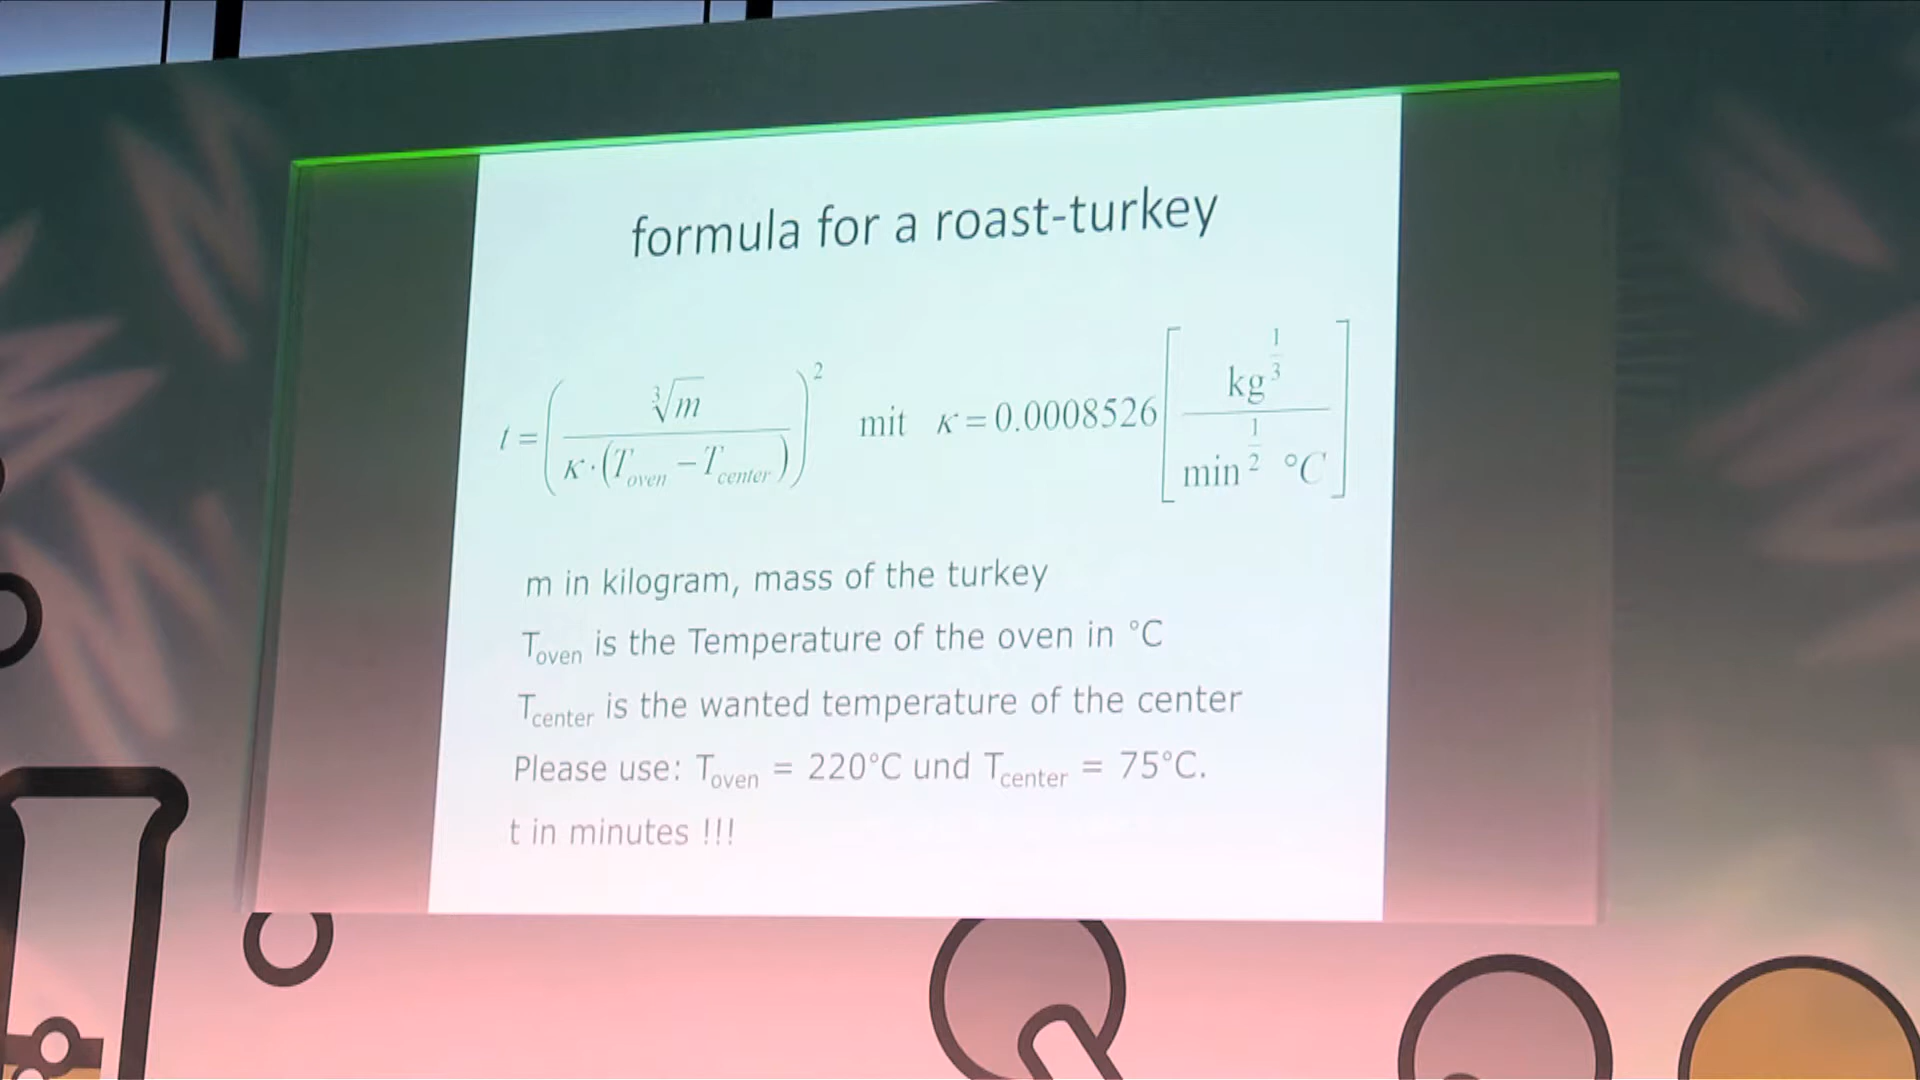 formula for a roast-turkey
t = (∛m / (κ·(T_oven − T_center)))² mit κ = 0.0008526 [kg^(1/3) / (min^(1/2) °C)]
m in kilogram, mass of the turkey
T_oven is the Temperature of the oven in °C
T_center is the wanted temperature of the center
Please use: T_oven = 220°C und T_center = 75°C.
t in minutes !!!